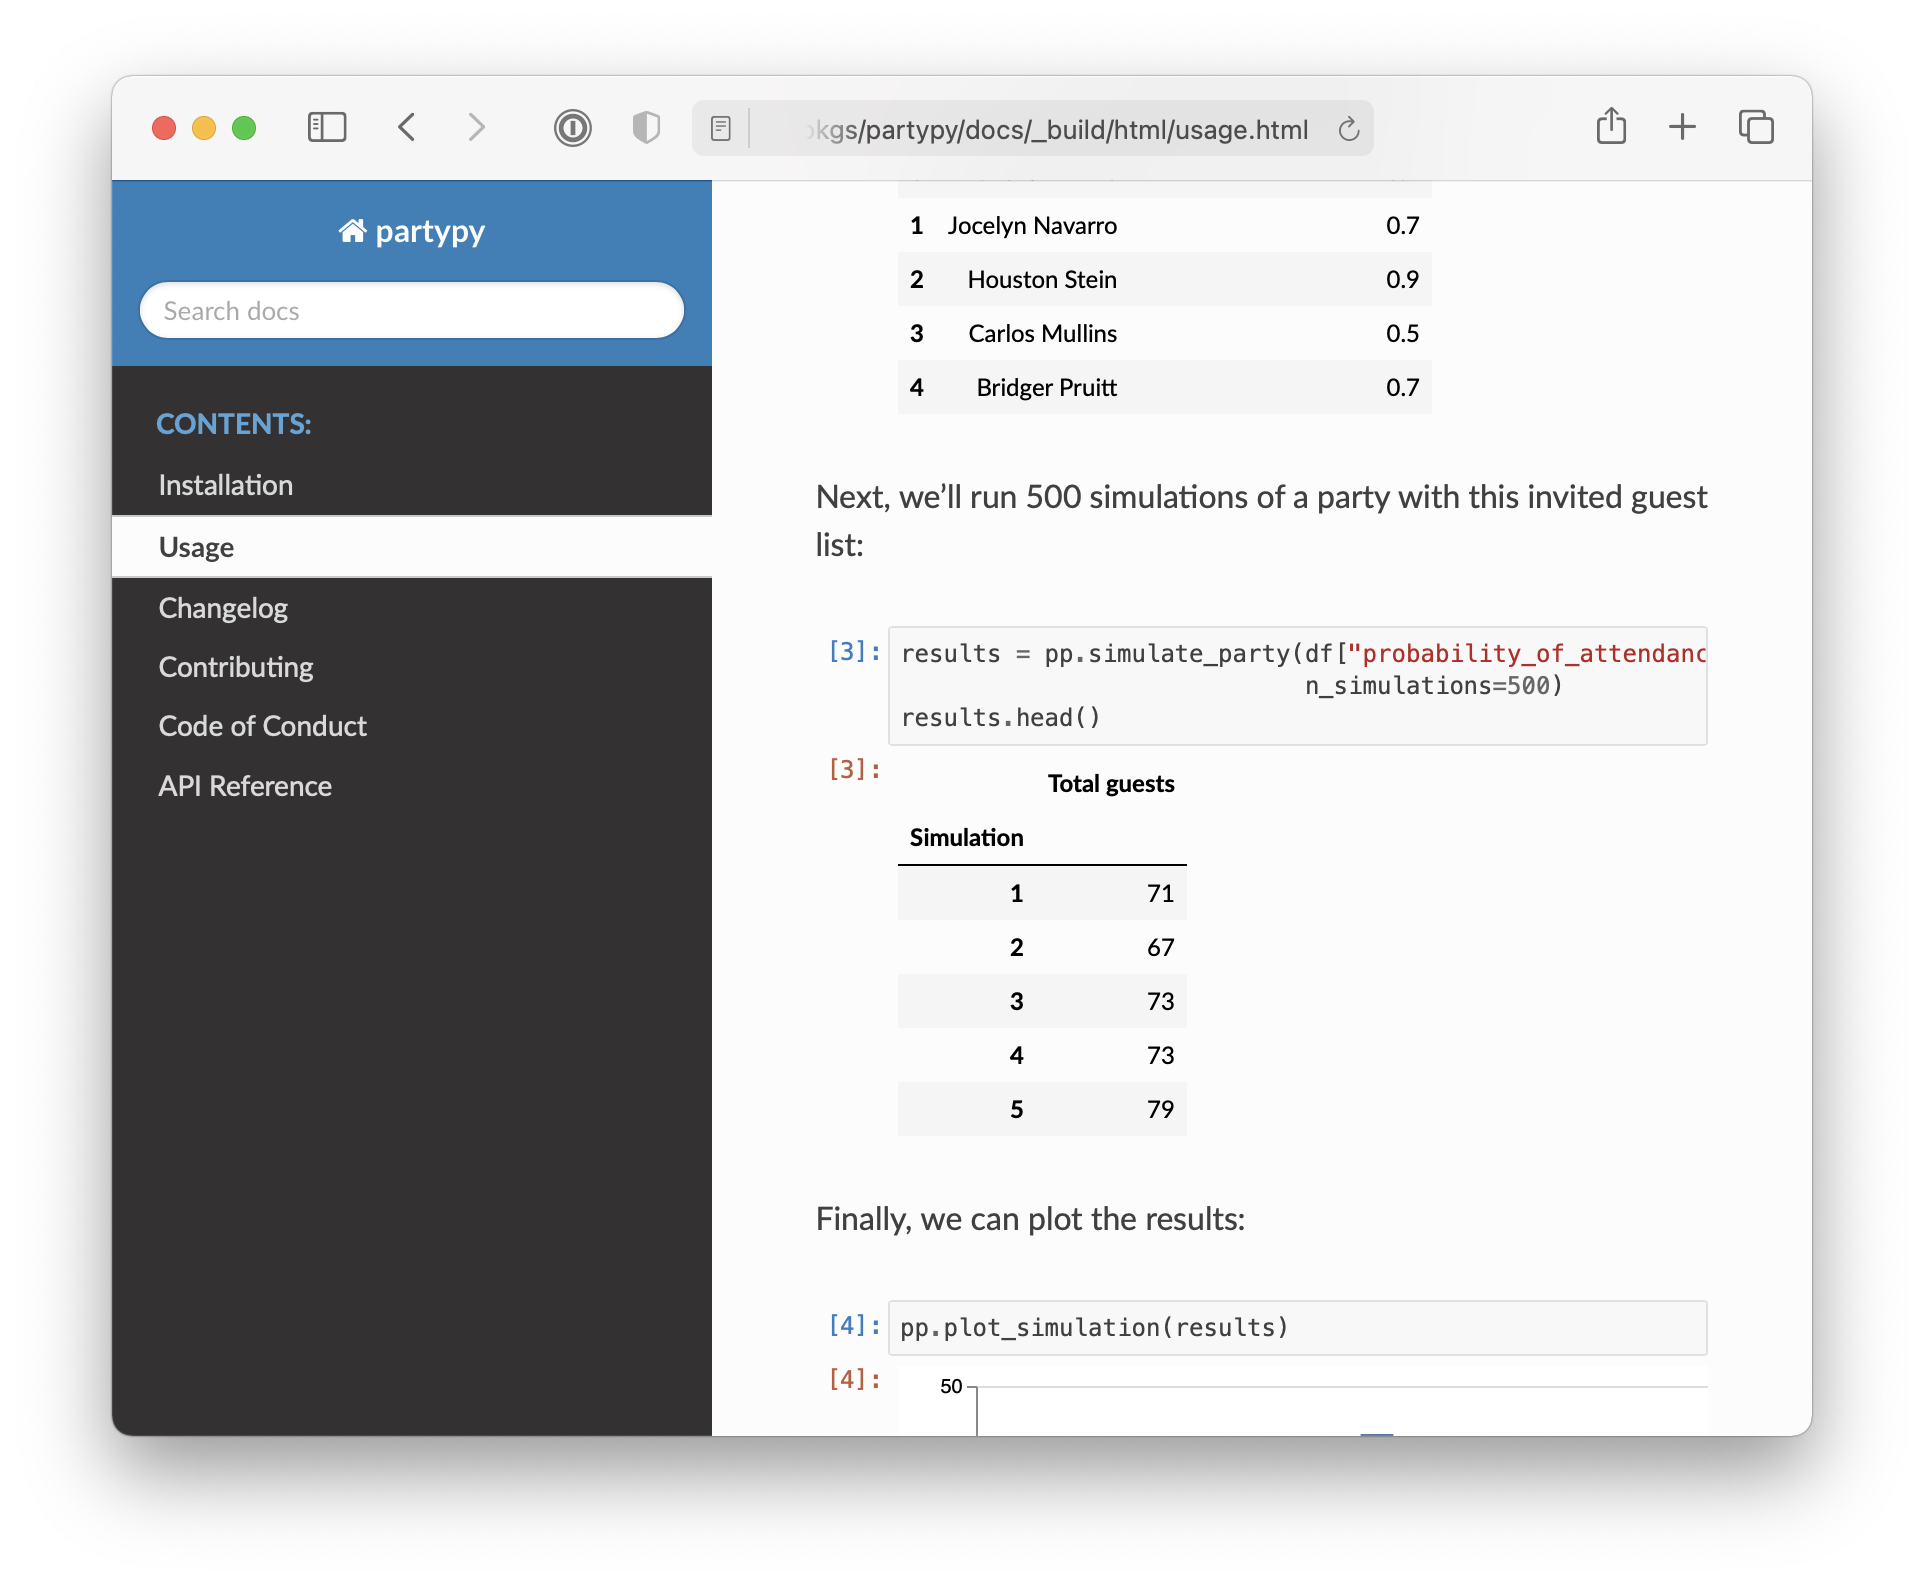 kgs/partypy/docs/_build/html/usage.html
partypy
Search docs
CONTENTS:
Installation
Usage
Changelog
Contributing
Code of Conduct
API Reference
1 Jocelyn Navarro 0.7
2 Houston Stein 0.9
3 Carlos Mullins 0.5
4 Bridger Pruitt 0.7
Next, we’ll run 500 simulations of a party with this invited guest
list:
[3]: results = pp.simulate_party(df["probability_of_attendanc
n_simulations=500)
results.head()
[3]: Total guests
Simulation
1 71
2 67
3 73
4 73
5 79
Finally, we can plot the results:
[4]: pp.plot_simulation(results)
[4]: 50